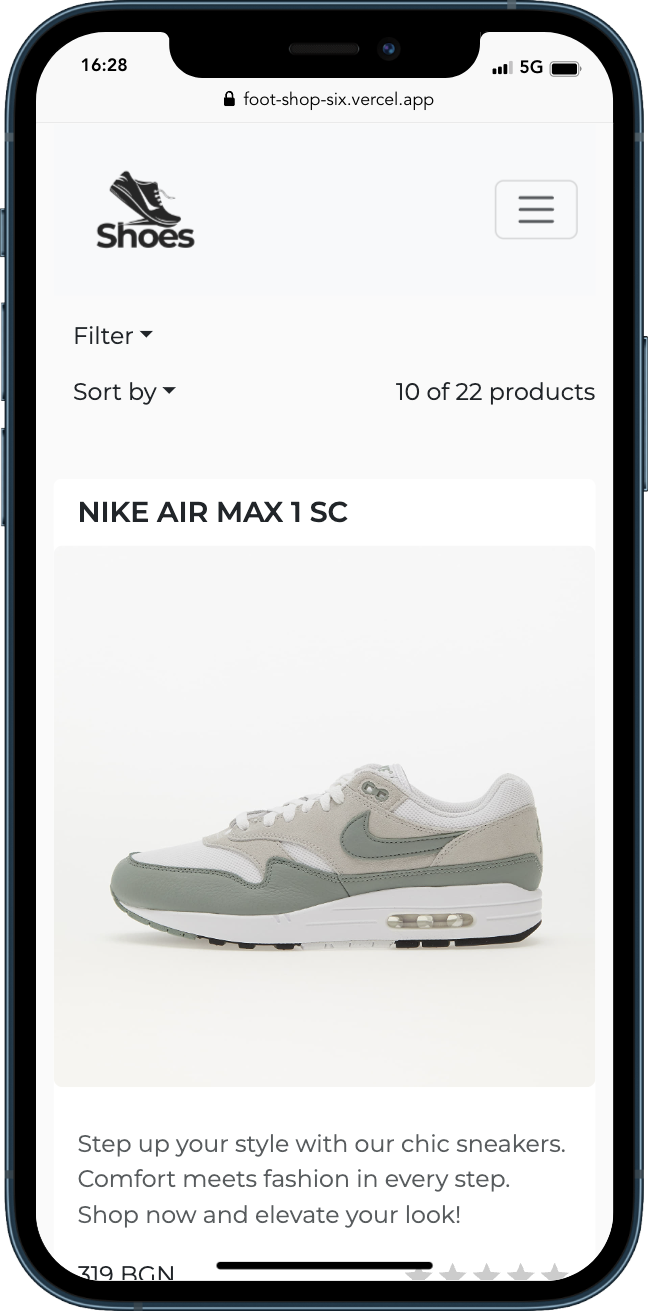 16:28
5G
foot-shop-six.vercel.app
Shoes
Filter
Sort by
10 of 22 products
NIKE AIR MAX 1 SC
Step up your style with our chic sneakers.
Comfort meets fashion in every step.
Shop now and elevate your look!
319 BGN